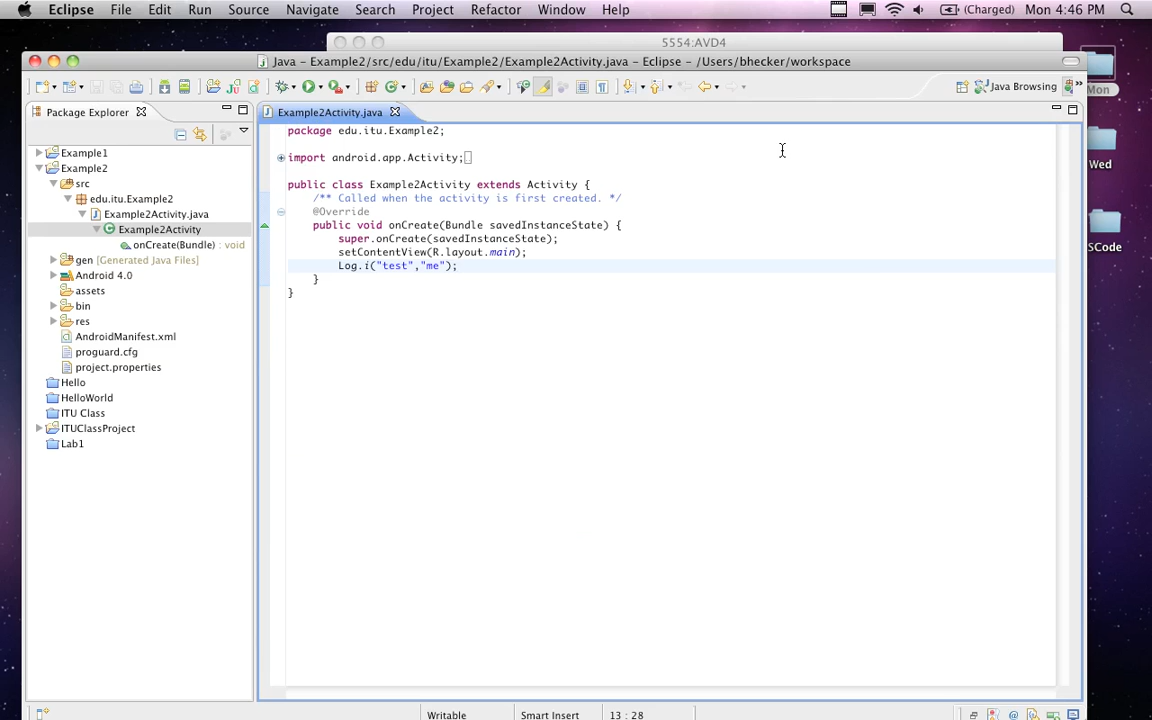 Eclipse File Edit Run Source Navigate Search Project Refactor Window Help (Charged) Mon 4:46 PM
5554:AVD4
Java – Example2/src/edu/itu/Example2/Example2Activity.java – Eclipse – /Users/bhecker/workspace
Java Browsing
Mon
Package Explorer
Example2Activity.java
package edu.itu.Example2;
Example1
import android.app.Activity;
Wed
Example2
src
public class Example2Activity extends Activity {
edu.itu.Example2
/** Called when the activity is first created. */
Example2Activity.java
@Override
Example2Activity
public void onCreate(Bundle savedInstanceState) {
onCreate(Bundle) : void
super.onCreate(savedInstanceState);
SCode
gen [Generated Java Files]
setContentView(R.layout.main);
Android 4.0
Log.i("test","me");
assets
}
bin
}
res
AndroidManifest.xml
proguard.cfg
project.properties
Hello
HelloWorld
ITU Class
ITUClassProject
Lab1
Writable Smart Insert 13 : 28